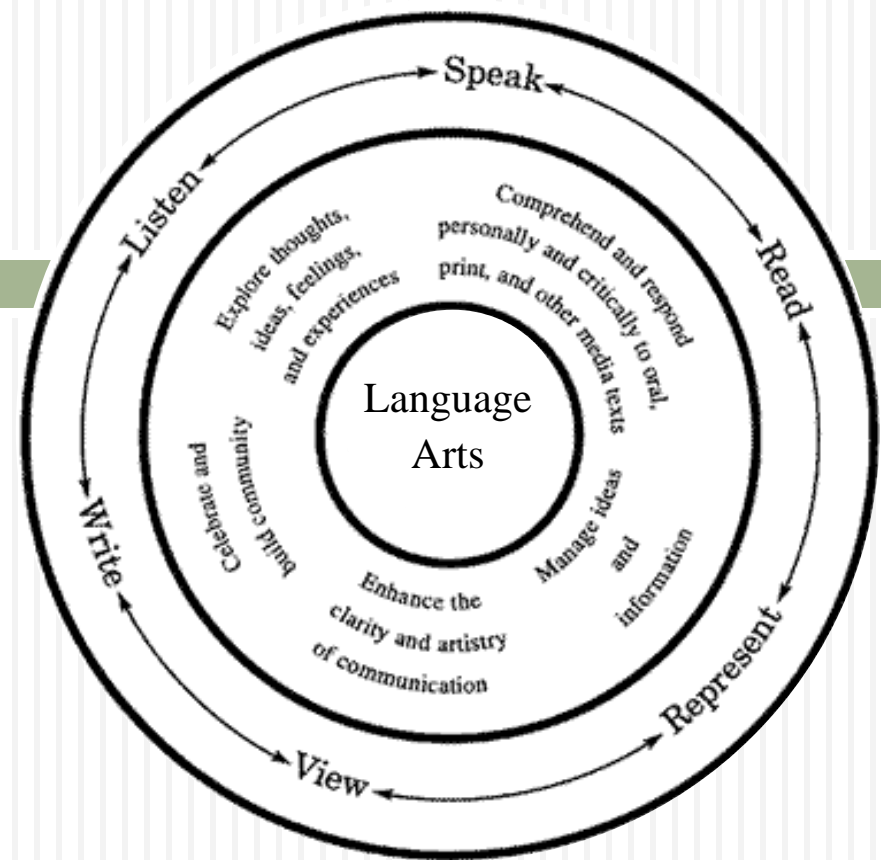 Speak
Read
Represent
View
Write
Listen
Explore thoughts,
ideas, feelings,
and experiences
Comprehend and respond
personally and critically to oral,
print, and other media texts
Manage ideas
and
information
Enhance the
clarity and artistry
of communication
Celebrate and
build community
Language
Arts